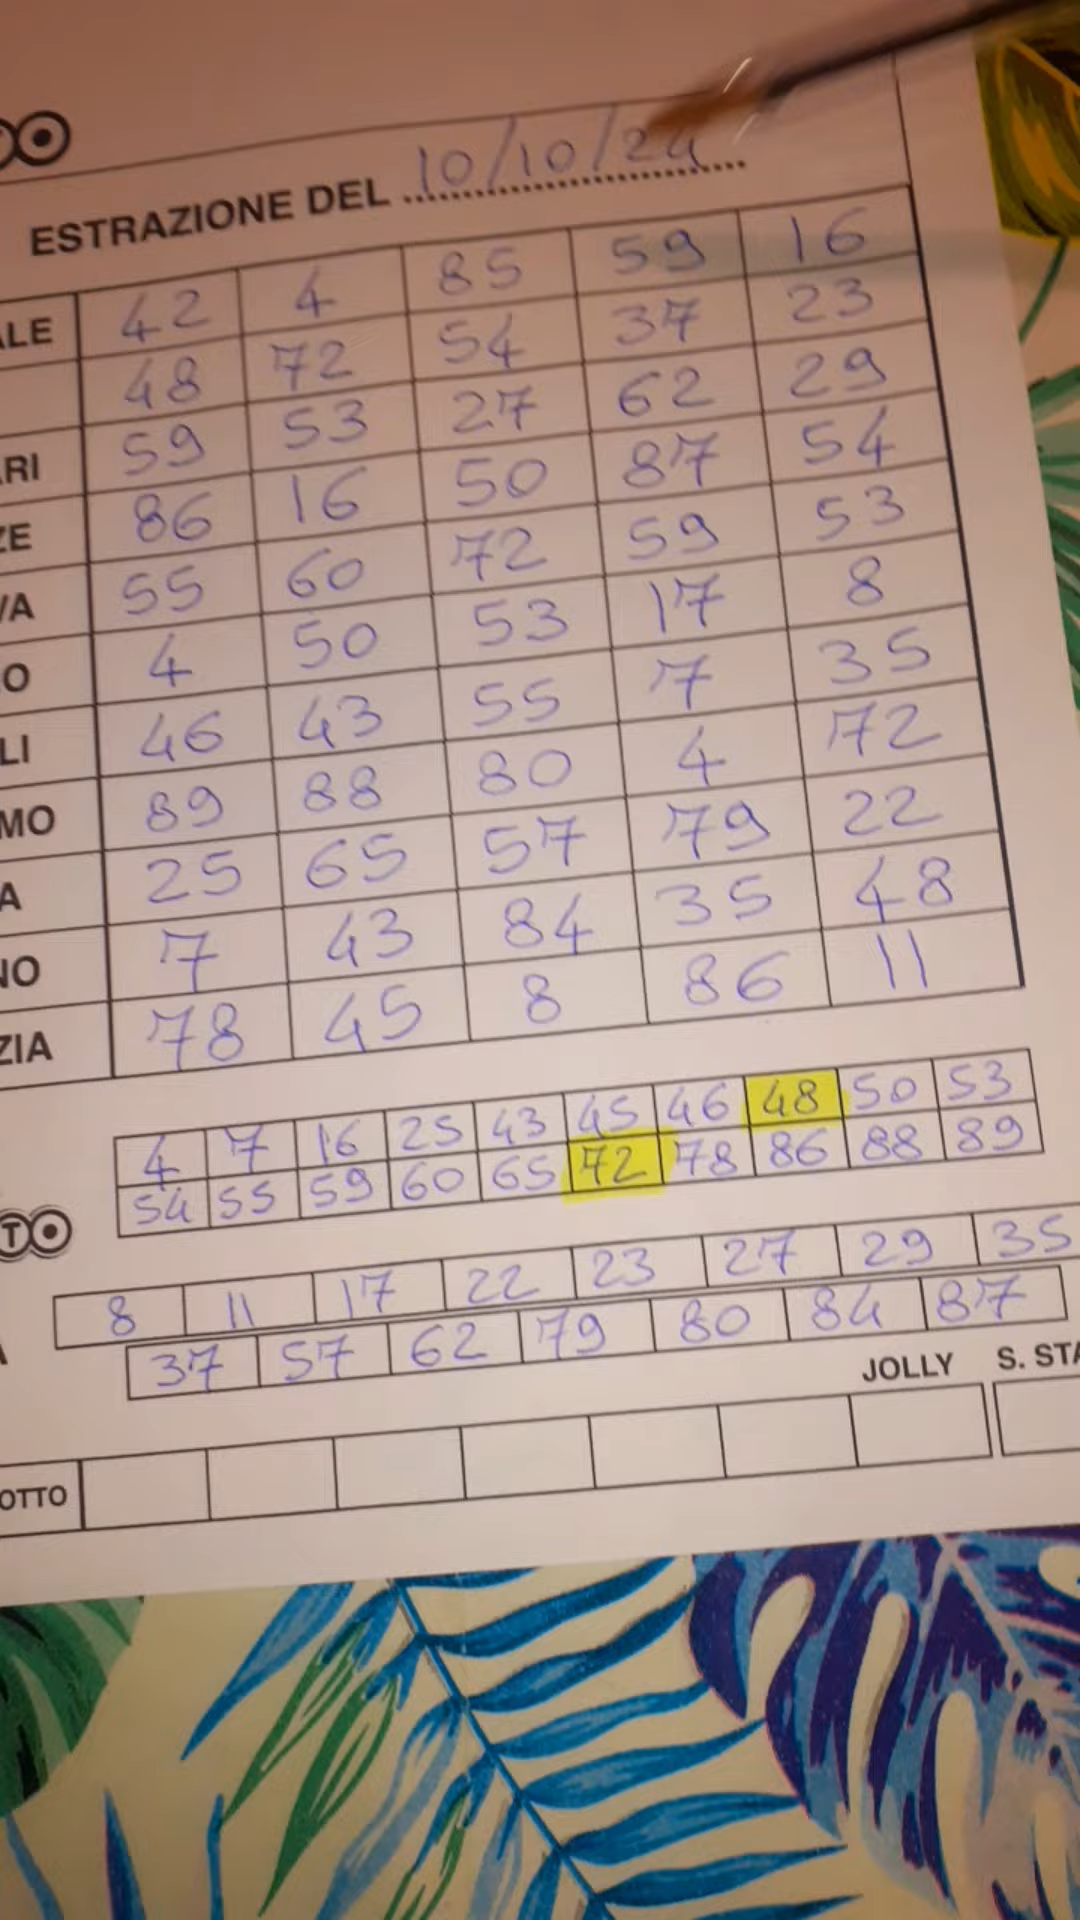 ESTRAZIONE DEL 10/10/24
ALE 42 4 85 59 16
48 72 54 37 23
ARI 59 53 27 62 29
ZE 86 16 50 87 54
VA 55 60 72 59 53
O 4 50 53 17 8
LI 46 43 55 7 35
MO 89 88 80 4 72
A 25 65 57 79 22
NO 7 43 84 35 48
ZIA 78 45 8 86 11
4 7 16 25 43 45 46 48 50 53
54 55 59 60 65 72 78 86 88 89
TO
8 11 17 22 23 27 29 35
37 57 62 79 80 84 87
JOLLY S. STA
OTTO